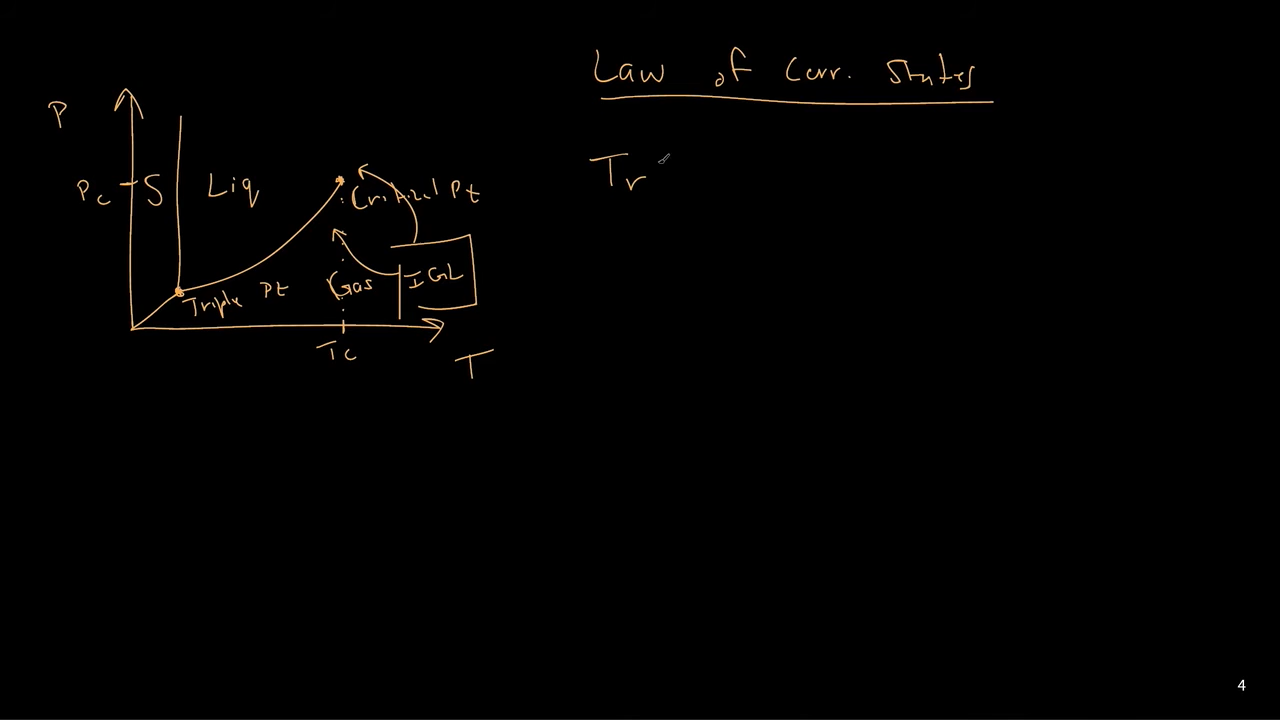 Law of Corr. States
P
Pc
S
Liq
Critical Pt
Tr
IGL
Triple Pt
Gas
Tc
T
4